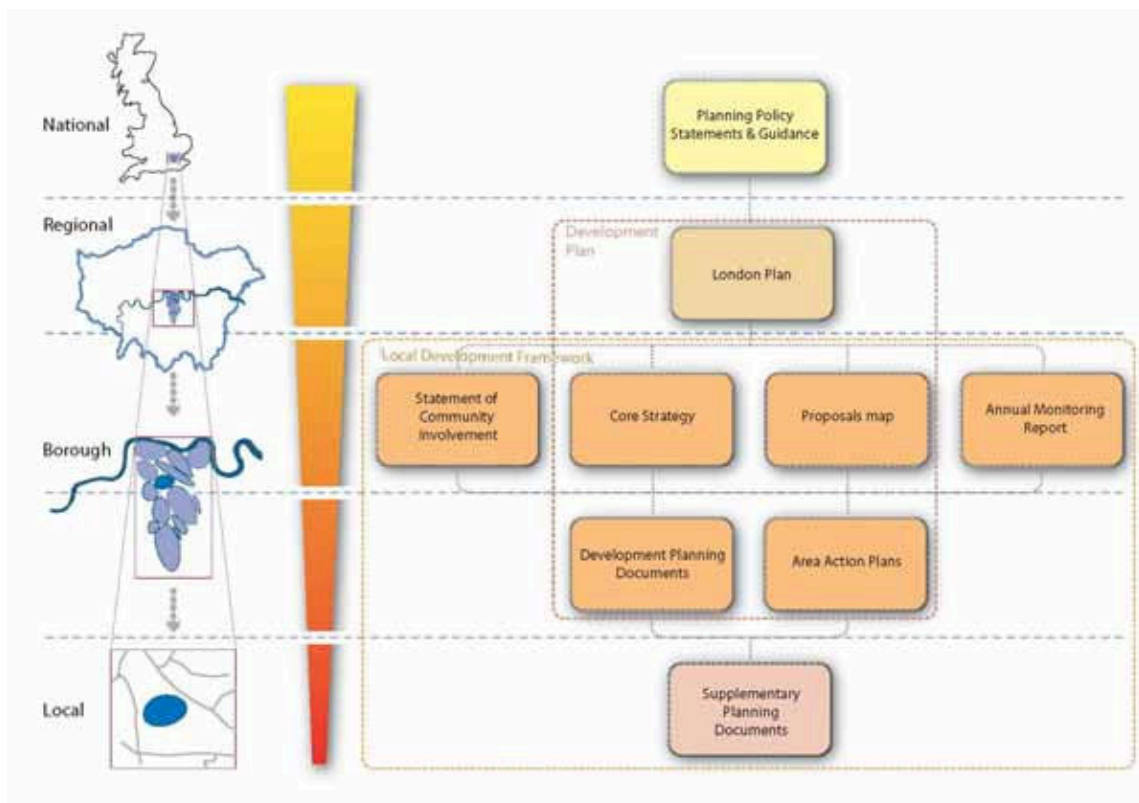 National
Planning Policy
Statements & Guidance
Regional
Development
Plan
London Plan
Local Development Framework
Statement of
Community
Involvement
Core Strategy
Proposals map
Annual Monitoring
Report
Borough
Development Planning
Documents
Area Action Plans
Local
Supplementary
Planning
Documents